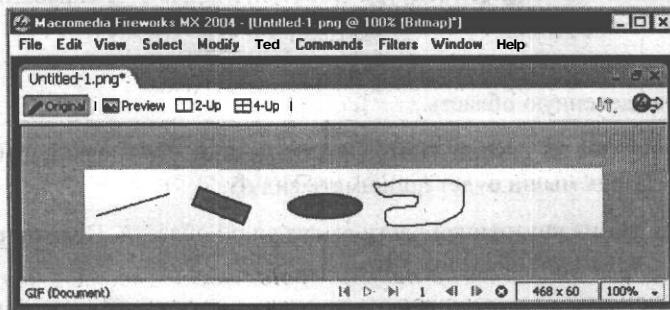 Macromedia Fireworks MX 2004 - [Untitled-1.png @ 100% (Bitmap)*]
File Edit View Select Modify Ted Commands Filters Window Help
Untitled-1.png*
Original Preview 2-Up 4-Up
GIF (Document) 1 468 x 60 100%